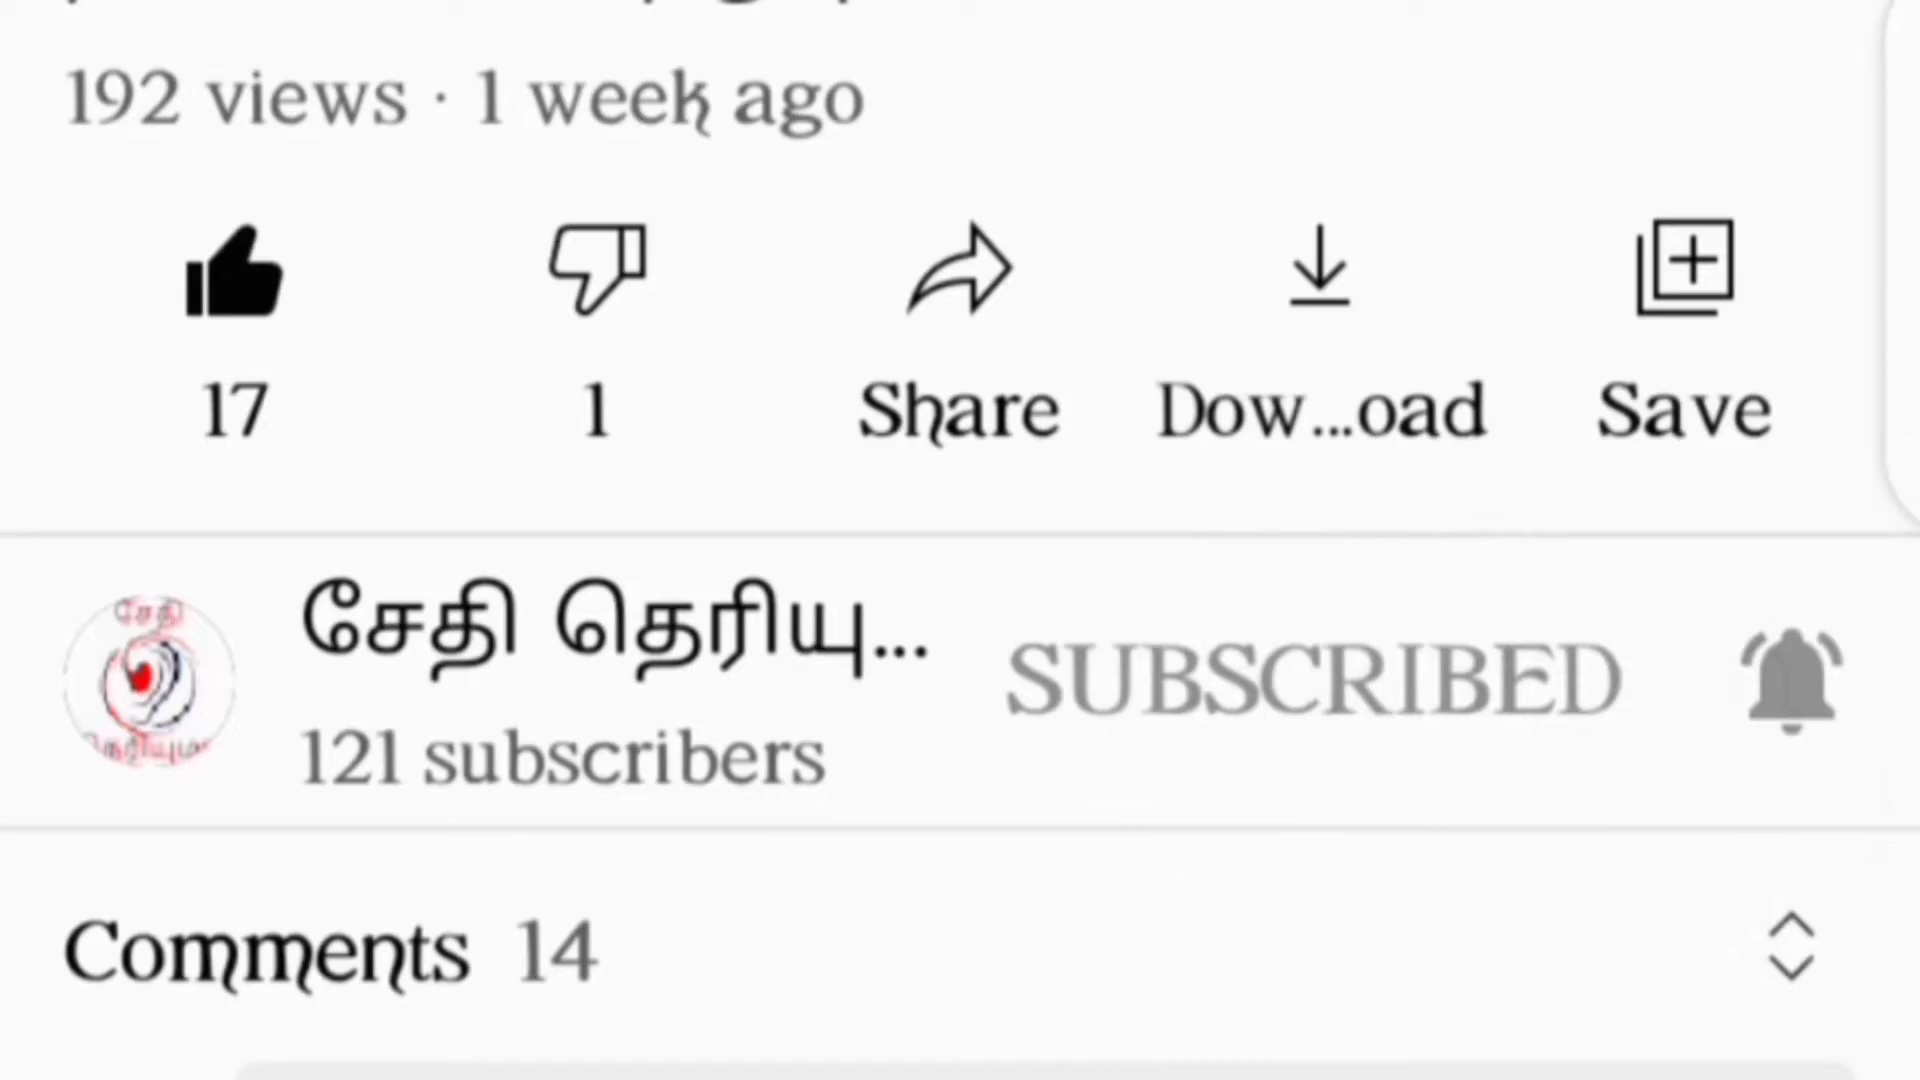 192 views · 1 week ago
17
1
Share
Dow...oad
Save
சேதி
தெரியு...
சேதி தெரியு...
SUBSCRIBED
121 subscribers
Comments 14